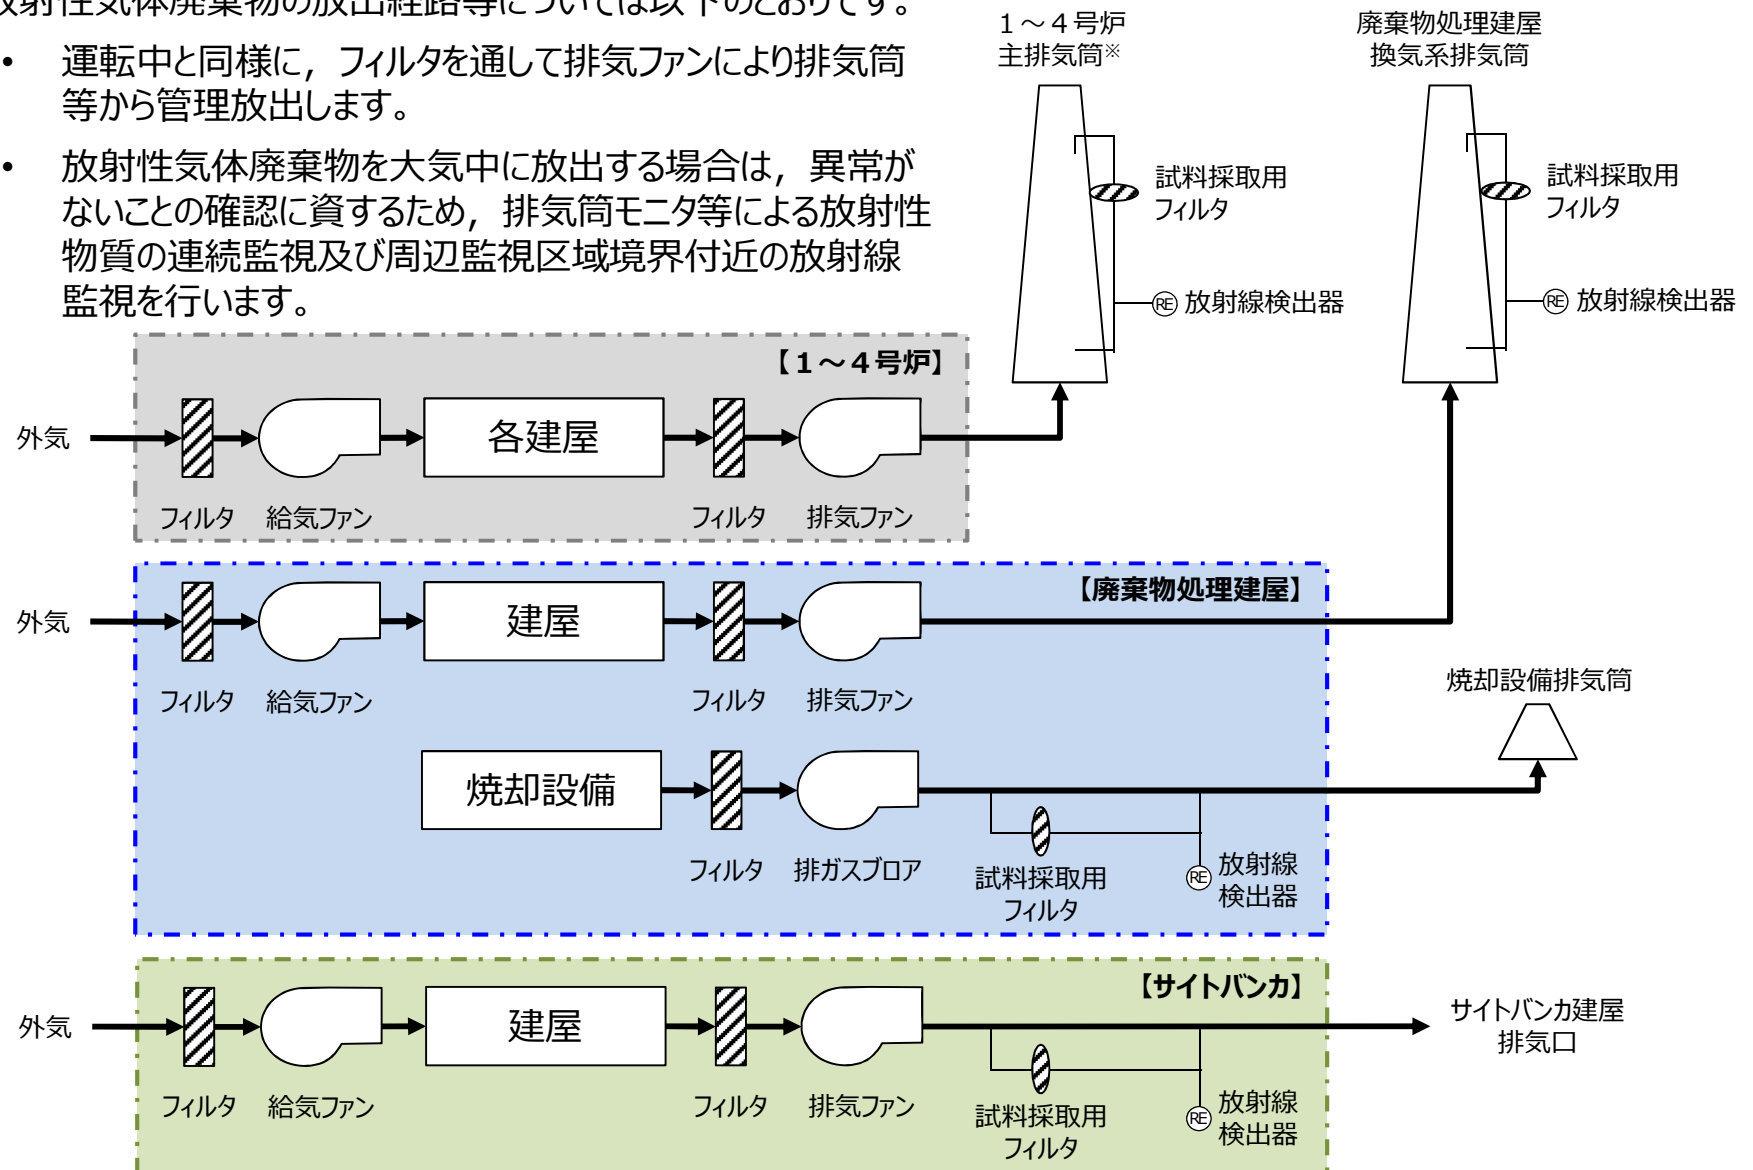 放射性気体廃棄物の放出経路等については以下のとおりです。
• 運転中と同様に，フィルタを通して排気ファンにより排気筒
等から管理放出します。
• 放射性気体廃棄物を大気中に放出する場合は，異常が
ないことの確認に資するため，排気筒モニタ等による放射性
物質の連続監視及び周辺監視区域境界付近の放射線
監視を行います。
１～４号炉
主排気筒※
試料採取用
フィルタ
RE 放射線検出器
廃棄物処理建屋
換気系排気筒
試料採取用
フィルタ
RE 放射線検出器
【１～４号炉】
外気
各建屋
フィルタ
給気ファン
フィルタ
排気ファン
【廃棄物処理建屋】
外気
建屋
フィルタ
給気ファン
フィルタ
排気ファン
焼却設備排気筒
焼却設備
フィルタ
排ガスブロア
試料採取用
フィルタ
RE 放射線
検出器
【サイトバンカ】
外気
建屋
サイトバンカ建屋
排気口
フィルタ
給気ファン
フィルタ
排気ファン
試料採取用
フィルタ
RE 放射線
検出器